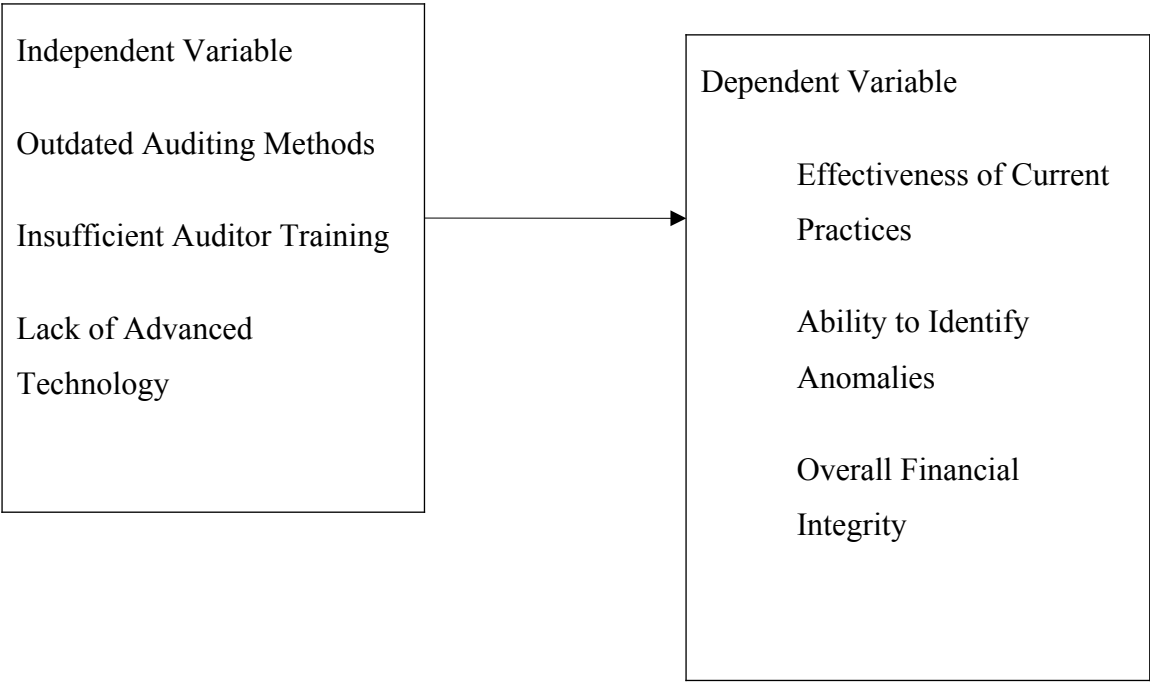 Independent Variable
Outdated Auditing Methods
Insufficient Auditor Training
Lack of Advanced
Technology
Dependent Variable
Effectiveness of Current
Practices
Ability to Identify
Anomalies
Overall Financial
Integrity